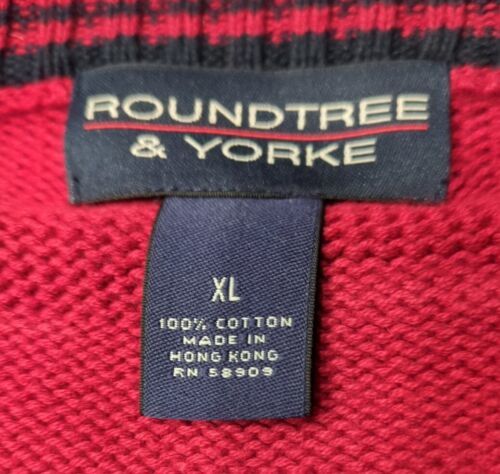 ROUNDTREE
& YORKE
XL
100% COTTON
MADE IN
HONG KONG
RN 58909